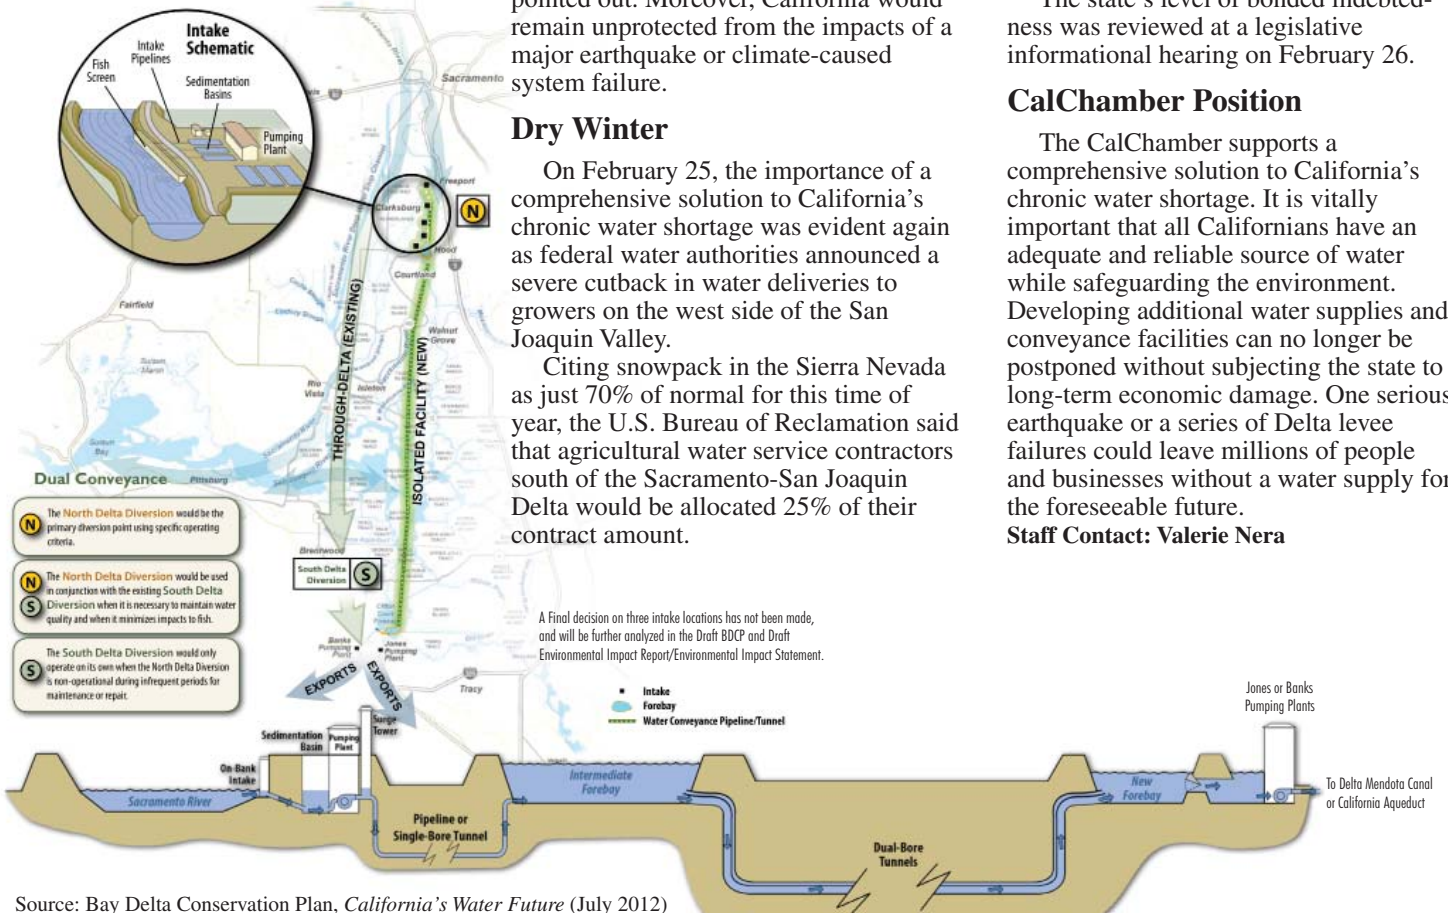 pointed out. Moreover, California would
remain unprotected from the impacts of a
major earthquake or climate-caused
system failure.
Dry Winter
On February 25, the importance of a
comprehensive solution to California's
chronic water shortage was evident again
as federal water authorities announced a
severe cutback in water deliveries to
growers on the west side of the San
Joaquin Valley.
Citing snowpack in the Sierra Nevada
as just 70% of normal for this time of
year, the U.S. Bureau of Reclamation said
that agricultural water service contractors
south of the Sacramento-San Joaquin
Delta would be allocated 25% of their
contract amount.
The state's level of bonded indebted-
ness was reviewed at a legislative
informational hearing on February 26.
CalChamber Position
The CalChamber supports a
comprehensive solution to California's
chronic water shortage. It is vitally
important that all Californians have an
adequate and reliable source of water
while safeguarding the environment.
Developing additional water supplies and
conveyance facilities can no longer be
postponed without subjecting the state to
long-term economic damage. One serious
earthquake or a series of Delta levee
failures could leave millions of people
and businesses without a water supply for
the foreseeable future.
Staff Contact: Valerie Nera
Intake
Schematic
Intake
Pipelines
Fish
Screen
Sedimentation
Basins
Pumping
Plant
Sacramento River
Sacramento
Freeport
Clarksburg
N
Hood
Courtland
Fairfield
Walnut
Grove
Suisun
Marsh
Rio
Vista
Isleton
THROUGH-DELTA (EXISTING)
ISOLATED FACILITY (NEW)
Suisun
Bay
Dual Conveyance
Pittsburg
N
The North Delta Diversion would be the
primary diversion point using specific operating
criteria.
N
S
The North Delta Diversion would be used
in conjunction with the existing South Delta
Diversion when it is necessary to maintain water
quality and when it minimizes impacts to fish.
S
The South Delta Diversion would only
operate on its own when the North Delta Diversion
is non-operational during infrequent periods for
maintenance or repair.
Brentwood
South Delta
Diversion
S
Clifton
Court
Forebay
Banks
Pumping
Plant
Jones
Pumping
Plant
EXPORTS
EXPORTS
Tracy
A Final decision on three intake locations has not been made,
and will be further analyzed in the Draft BDCP and Draft
Environmental Impact Report/Environmental Impact Statement.
Intake
Forebay
Water Conveyance Pipeline/Tunnel
Sacramento River
On-Bank
Intake
Sedimentation
Basin
Pumping
Plant
Surge
Tower
Pipeline or
Single-Bore Tunnel
Intermediate
Forebay
Dual-Bore
Tunnels
New
Forebay
Jones or Banks
Pumping Plants
To Delta Mendota Canal
or California Aqueduct
Source: Bay Delta Conservation Plan, California's Water Future (July 2012)